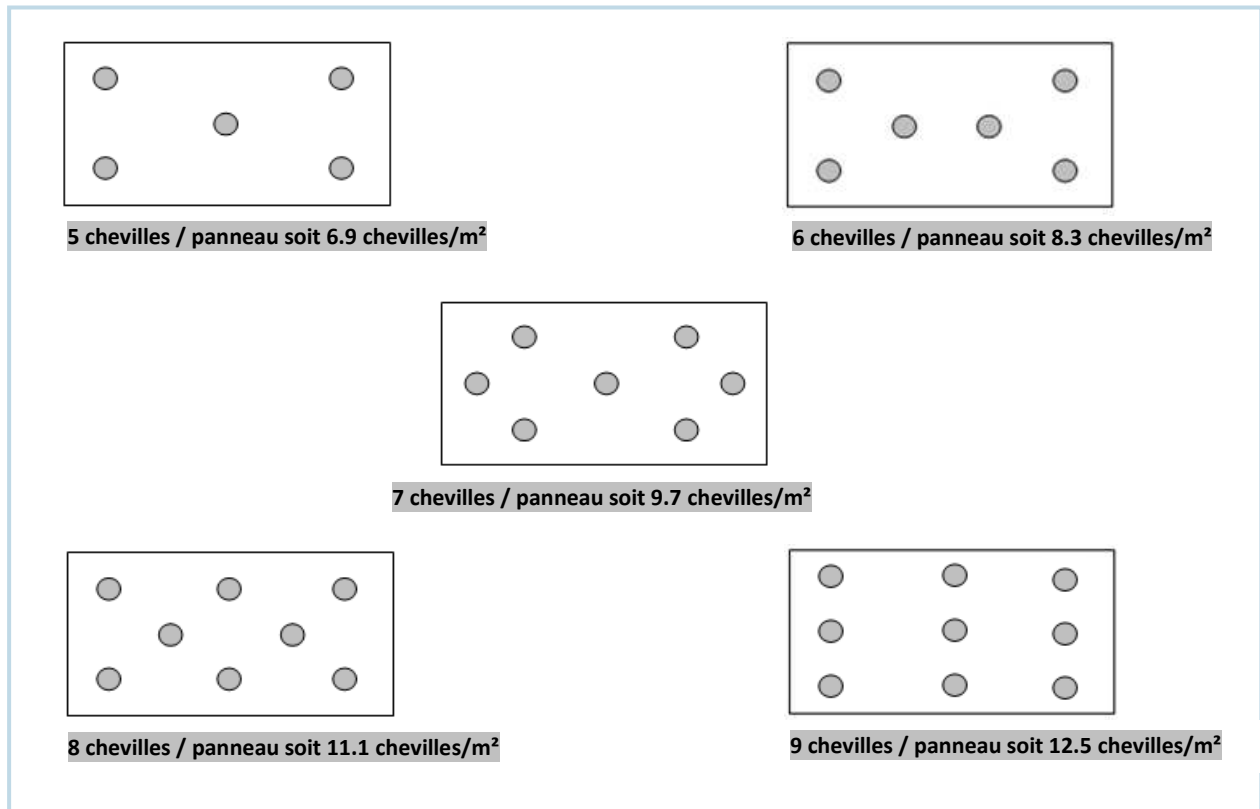 5 chevilles / panneau soit 6.9 chevilles/m²
6 chevilles / panneau soit 8.3 chevilles/m²
7 chevilles / panneau soit 9.7 chevilles/m²
8 chevilles / panneau soit 11.1 chevilles/m²
9 chevilles / panneau soit 12.5 chevilles/m²